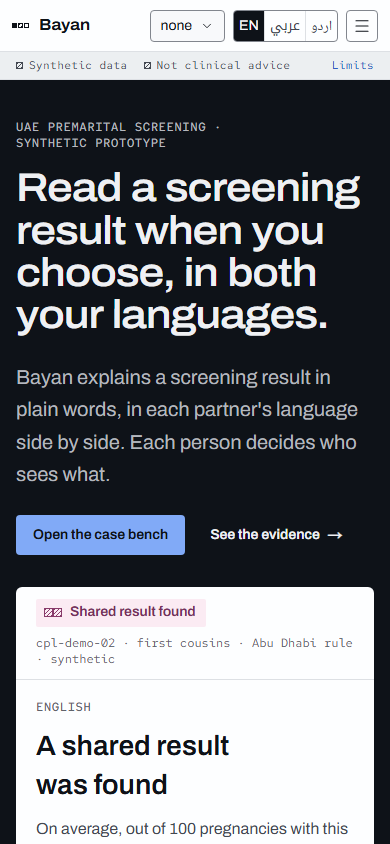 Bayan
none
EN
عربي
اردو
Synthetic data
Not clinical advice
Limits
UAE PREMARITAL SCREENING ·
SYNTHETIC PROTOTYPE
Read a screening
result when you
choose, in both
your languages.
Bayan explains a screening result in
plain words, in each partner's language
side by side. Each person decides who
sees what.
Open the case bench
See the evidence →
Shared result found
cpl-demo-02 · first cousins · Abu Dhabi rule
· synthetic
ENGLISH
A shared result
was found
On average, out of 100 pregnancies with this